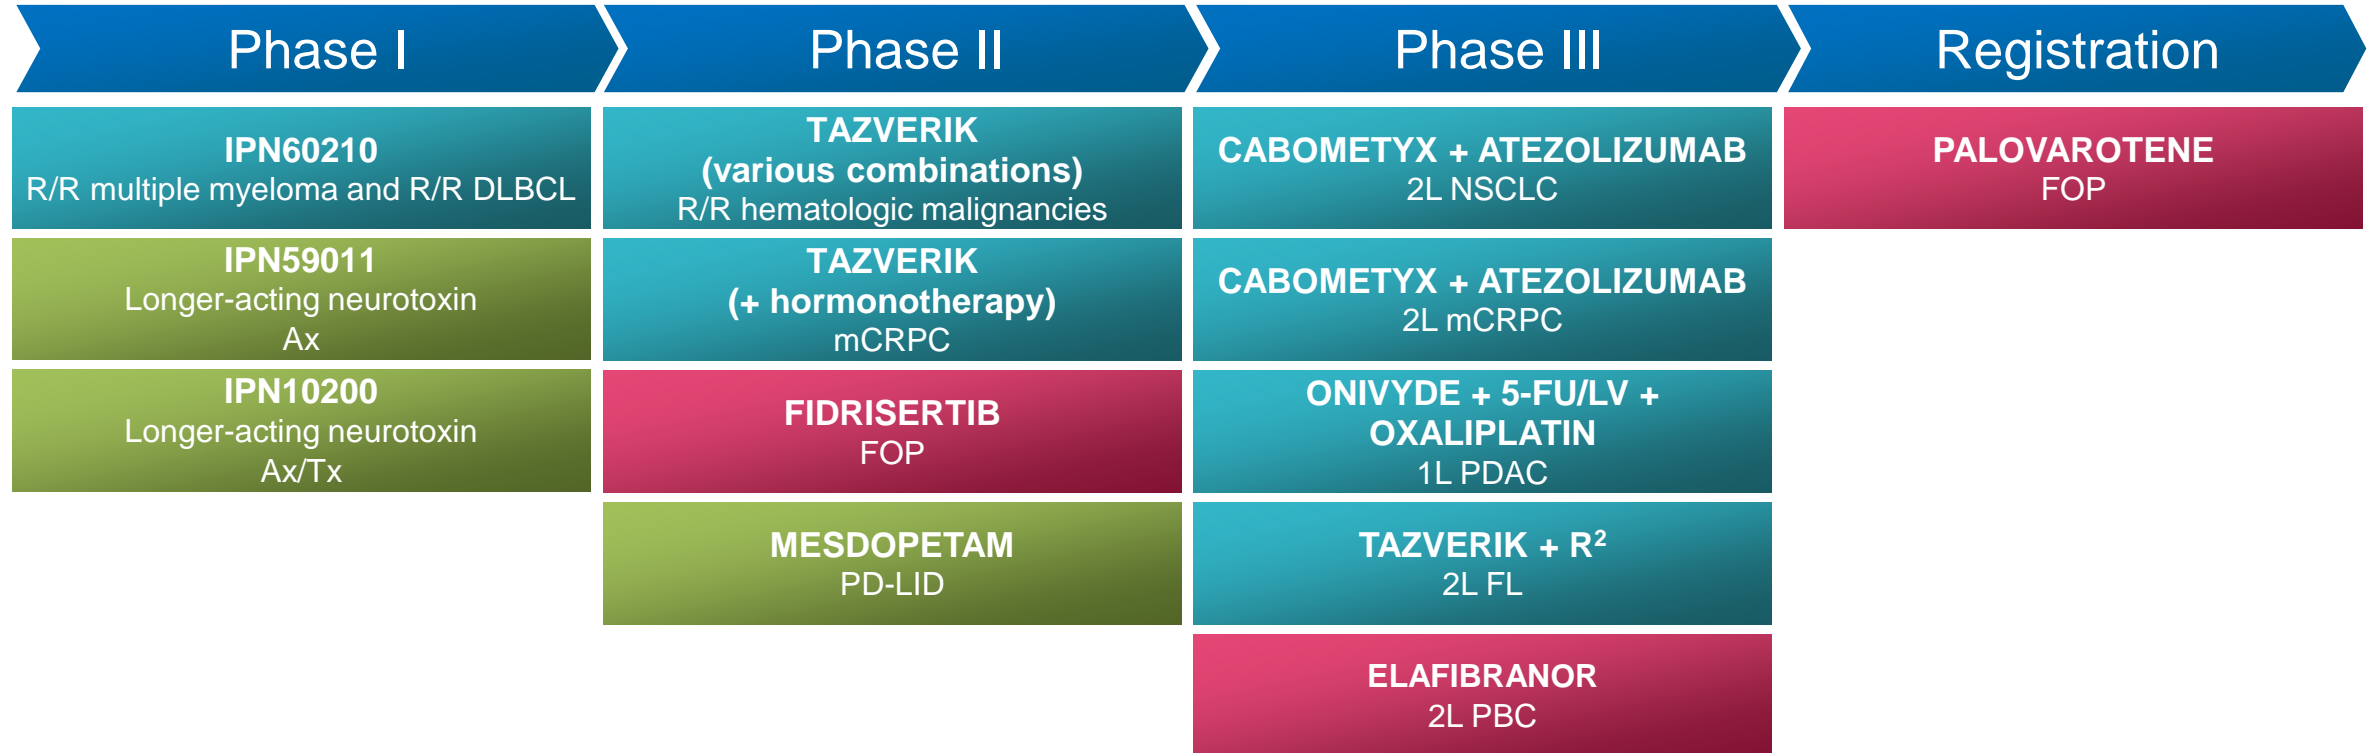 Phase I
Phase II
Phase III
Registration
IPN60210
R/R multiple myeloma and R/R DLBCL
IPN59011
Longer-acting neurotoxin
Ax
IPN10200
Longer-acting neurotoxin
Ax/Tx
TAZVERIK
(various combinations)
R/R hematologic malignancies
TAZVERIK
(+ hormonotherapy)
mCRPC
FIDRISERTIB
FOP
MESDOPETAM
PD-LID
CABOMETYX + ATEZOLIZUMAB
2L NSCLC
CABOMETYX + ATEZOLIZUMAB
2L mCRPC
ONIVYDE + 5-FU/LV +
OXALIPLATIN
1L PDAC
TAZVERIK + R²
2L FL
ELAFIBRANOR
2L PBC
PALOVAROTENE
FOP